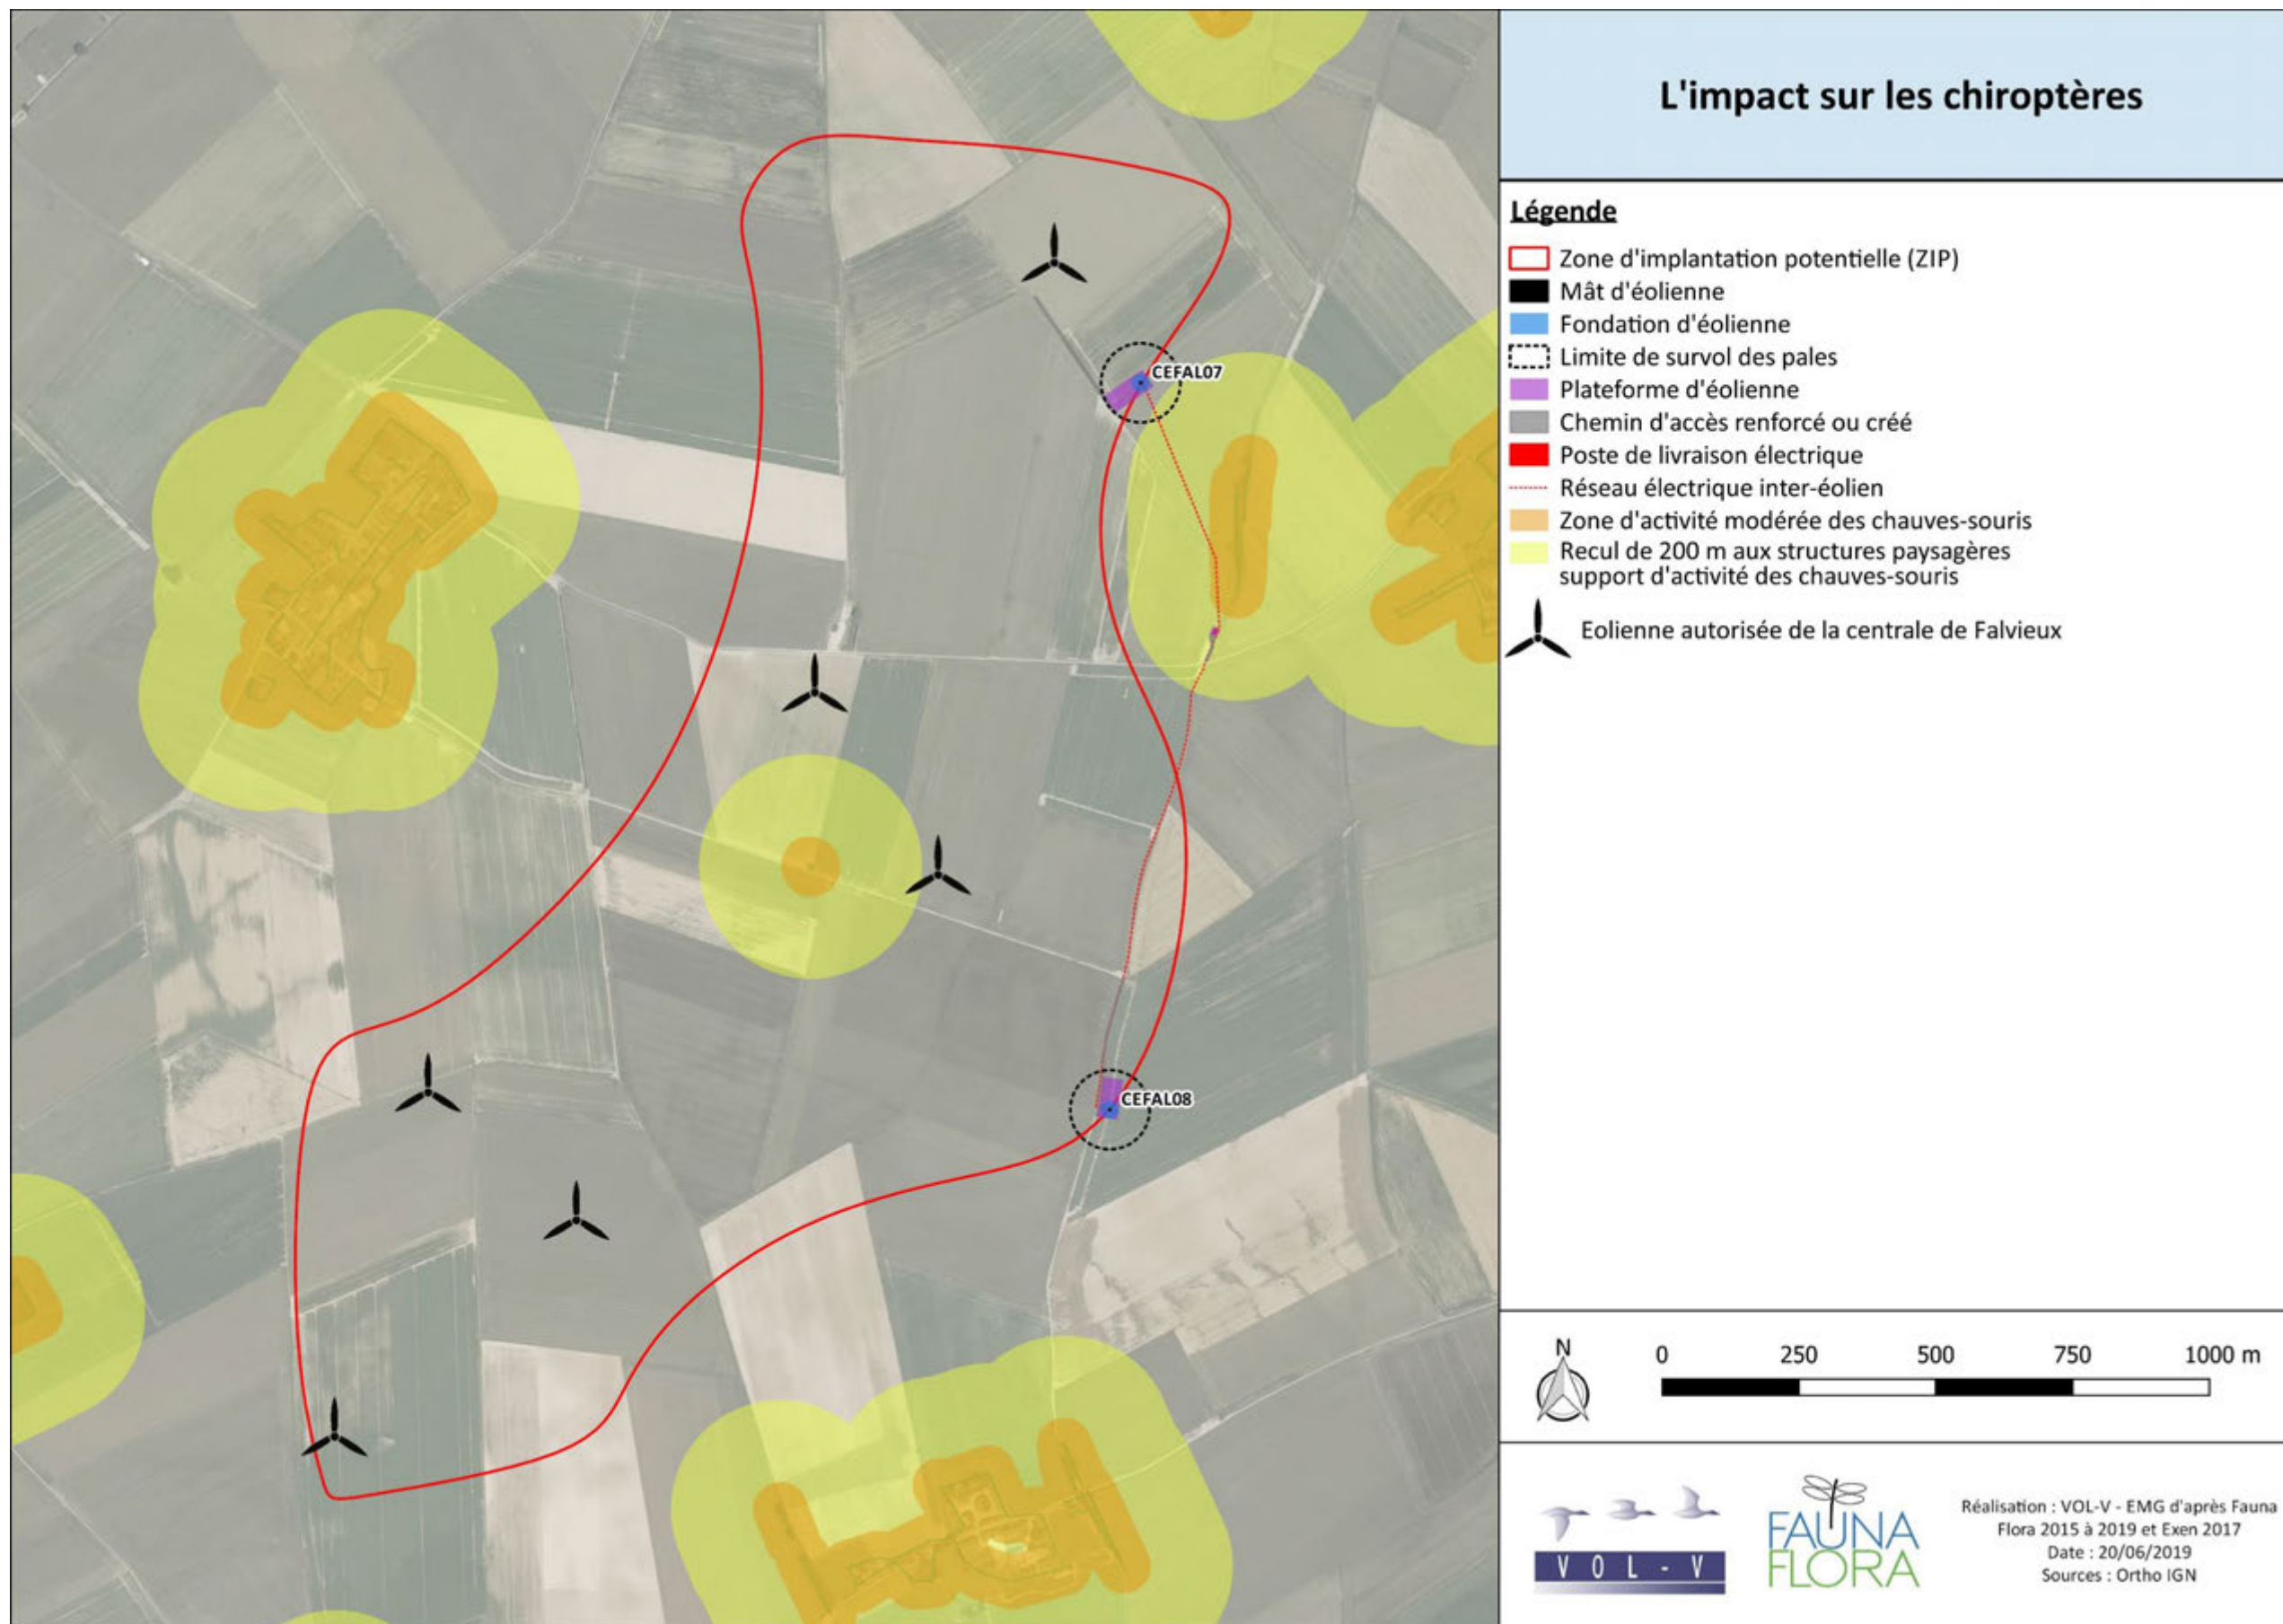 L'impact sur les chiroptères
Légende
Zone d'implantation potentielle (ZIP)
Mât d'éolienne
Fondation d'éolienne
Limite de survol des pales
Plateforme d'éolienne
Chemin d'accès renforcé ou créé
Poste de livraison électrique
Réseau électrique inter-éolien
Zone d'activité modérée des chauves-souris
Recul de 200 m aux structures paysagères
support d'activité des chauves-souris
Eolienne autorisée de la centrale de Falvieux
CEFAL07
CEFAL08
N
0 250 500 750 1000 m
VOL-V
FAUNA
FLORA
Réalisation : VOL-V - EMG d'après Fauna
Flora 2015 à 2019 et Exen 2017
Date : 20/06/2019
Sources : Ortho IGN